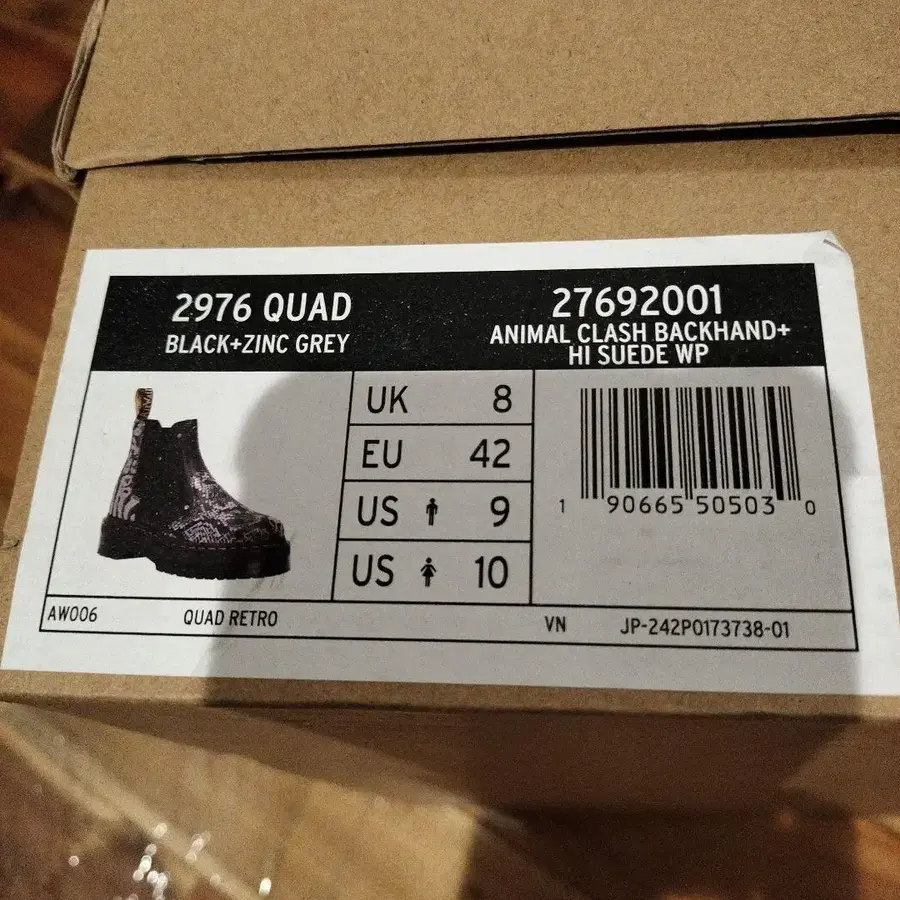 2976 QUAD
BLACK+ZINC GREY
27692001
ANIMAL CLASH BACKHAND+
HI SUEDE WP
UK 8
EU 42
US 9
US 10
1 90665 50503 0
AW006 QUAD RETRO VN JP-242P0173738-01